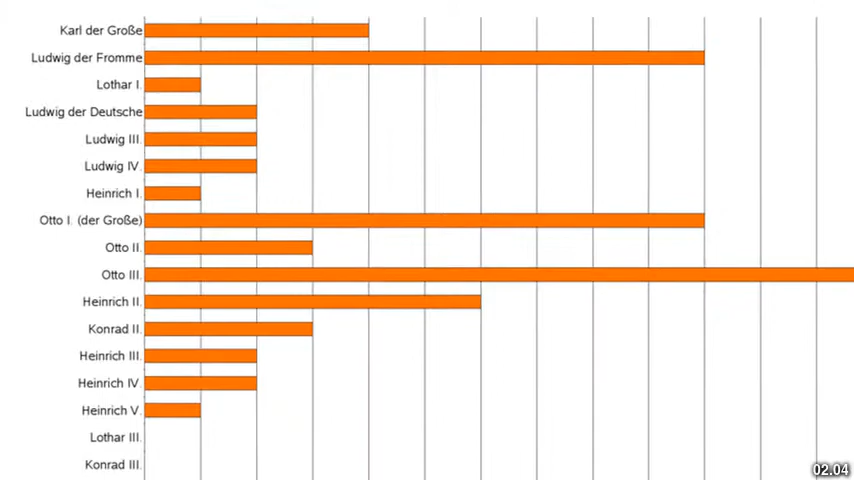 Karl der Große
Ludwig der Fromme
Lothar I.
Ludwig der Deutsche
Ludwig III.
Ludwig IV.
Heinrich I.
Otto I. (der Große)
Otto II.
Otto III.
Heinrich II.
Konrad II.
Heinrich III.
Heinrich IV.
Heinrich V.
Lothar III.
Konrad III.
02.04